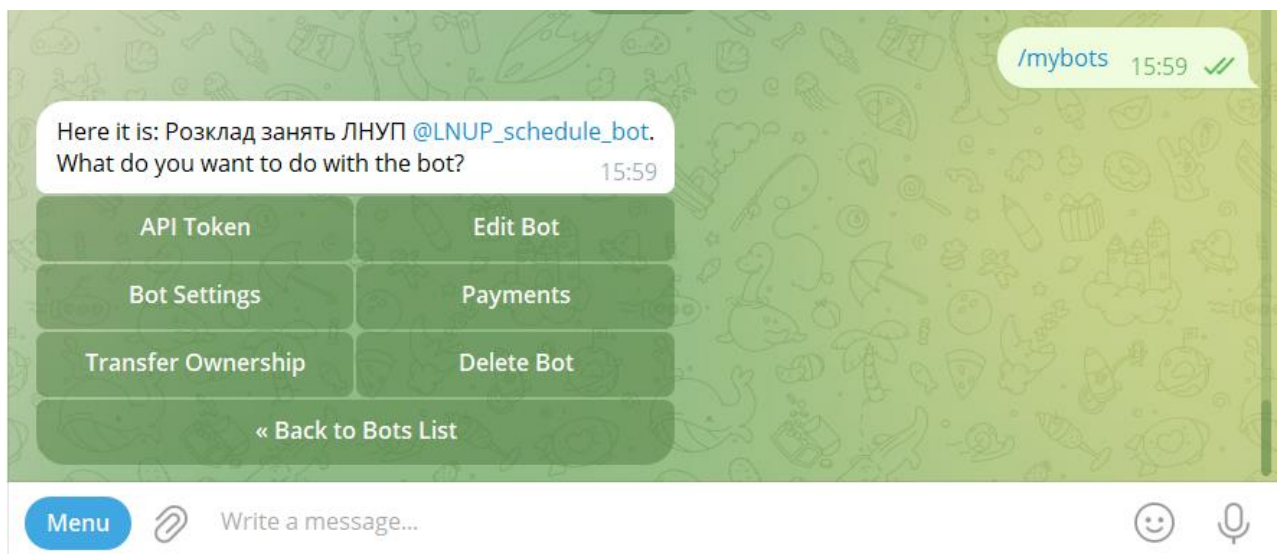 /mybots 15:59
Here it is: Розклад занять ЛНУП @LNUP_schedule_bot.
What do you want to do with the bot? 15:59
API Token Edit Bot
Bot Settings Payments
Transfer Ownership Delete Bot
« Back to Bots List
Menu Write a message...